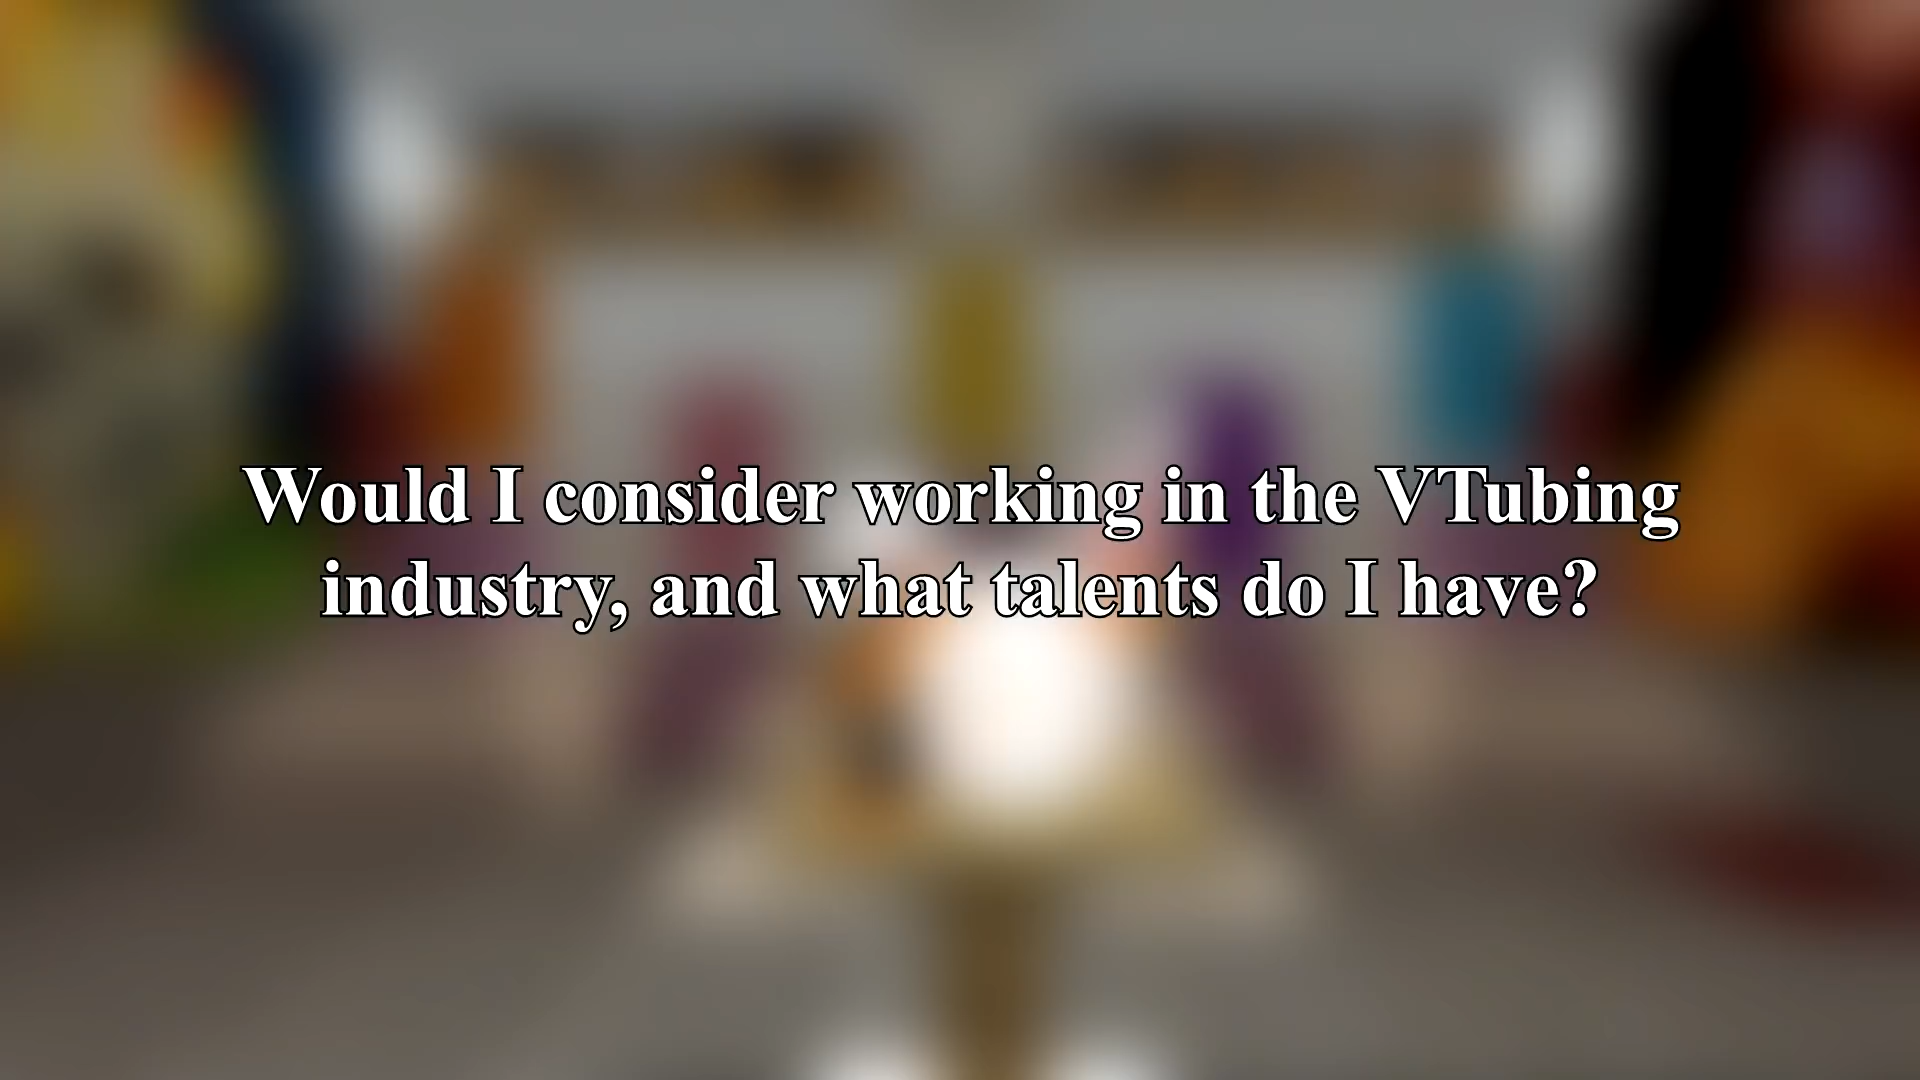 Would I consider working in the VTubing
industry, and what talents do I have?